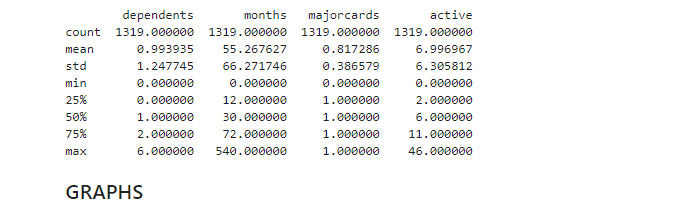 dependents months majorcards active
count 1319.000000 1319.000000 1319.000000 1319.000000
mean 0.993935 55.267627 0.817286 6.996967
std 1.247745 66.271746 0.386579 6.305812
min 0.000000 0.000000 0.000000 0.000000
25% 0.000000 12.000000 1.000000 2.000000
50% 1.000000 30.000000 1.000000 6.000000
75% 2.000000 72.000000 1.000000 11.000000
max 6.000000 540.000000 1.000000 46.000000
GRAPHS